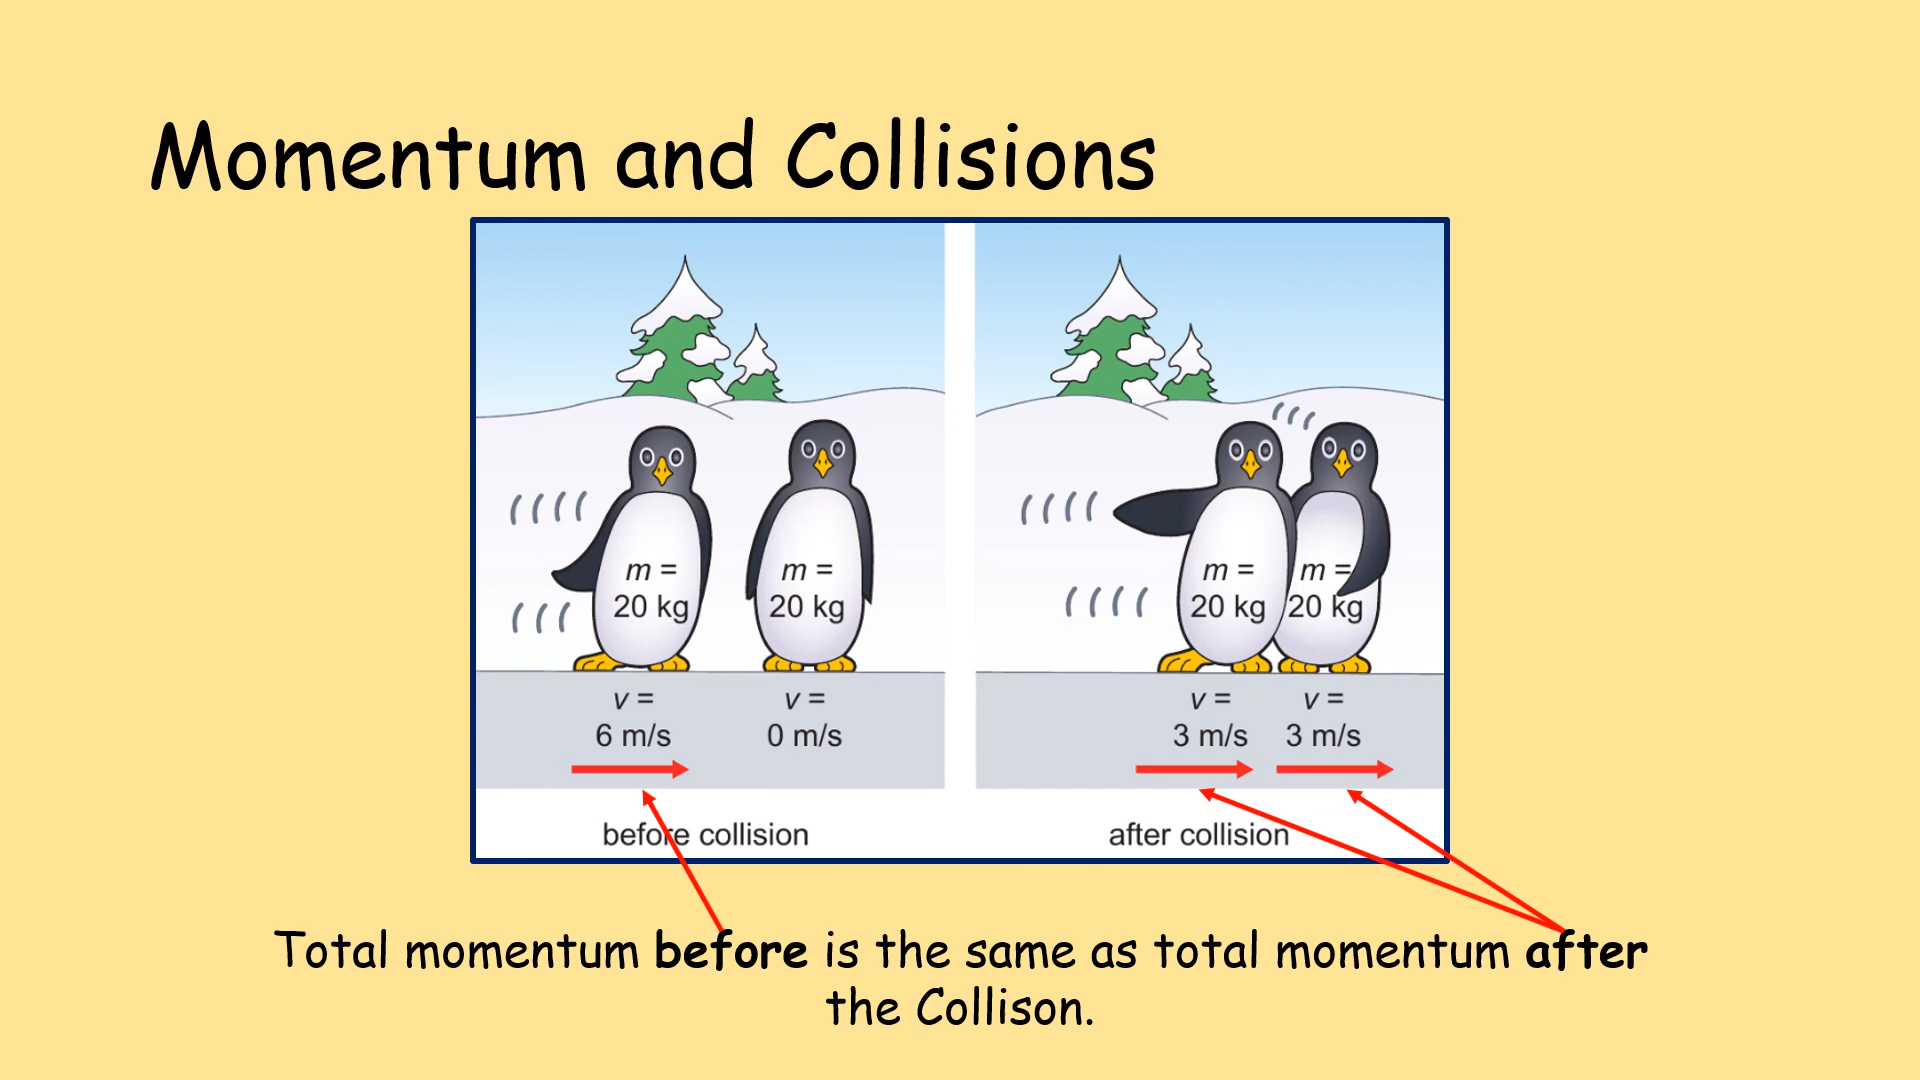 Momentum and Collisions
m =
20 kg
m =
20 kg
v =
6 m/s
v =
0 m/s
before collision
m =
20 kg
m =
20 kg
v =
3 m/s
v =
3 m/s
after collision
Total momentum before is the same as total momentum after
the Collison.